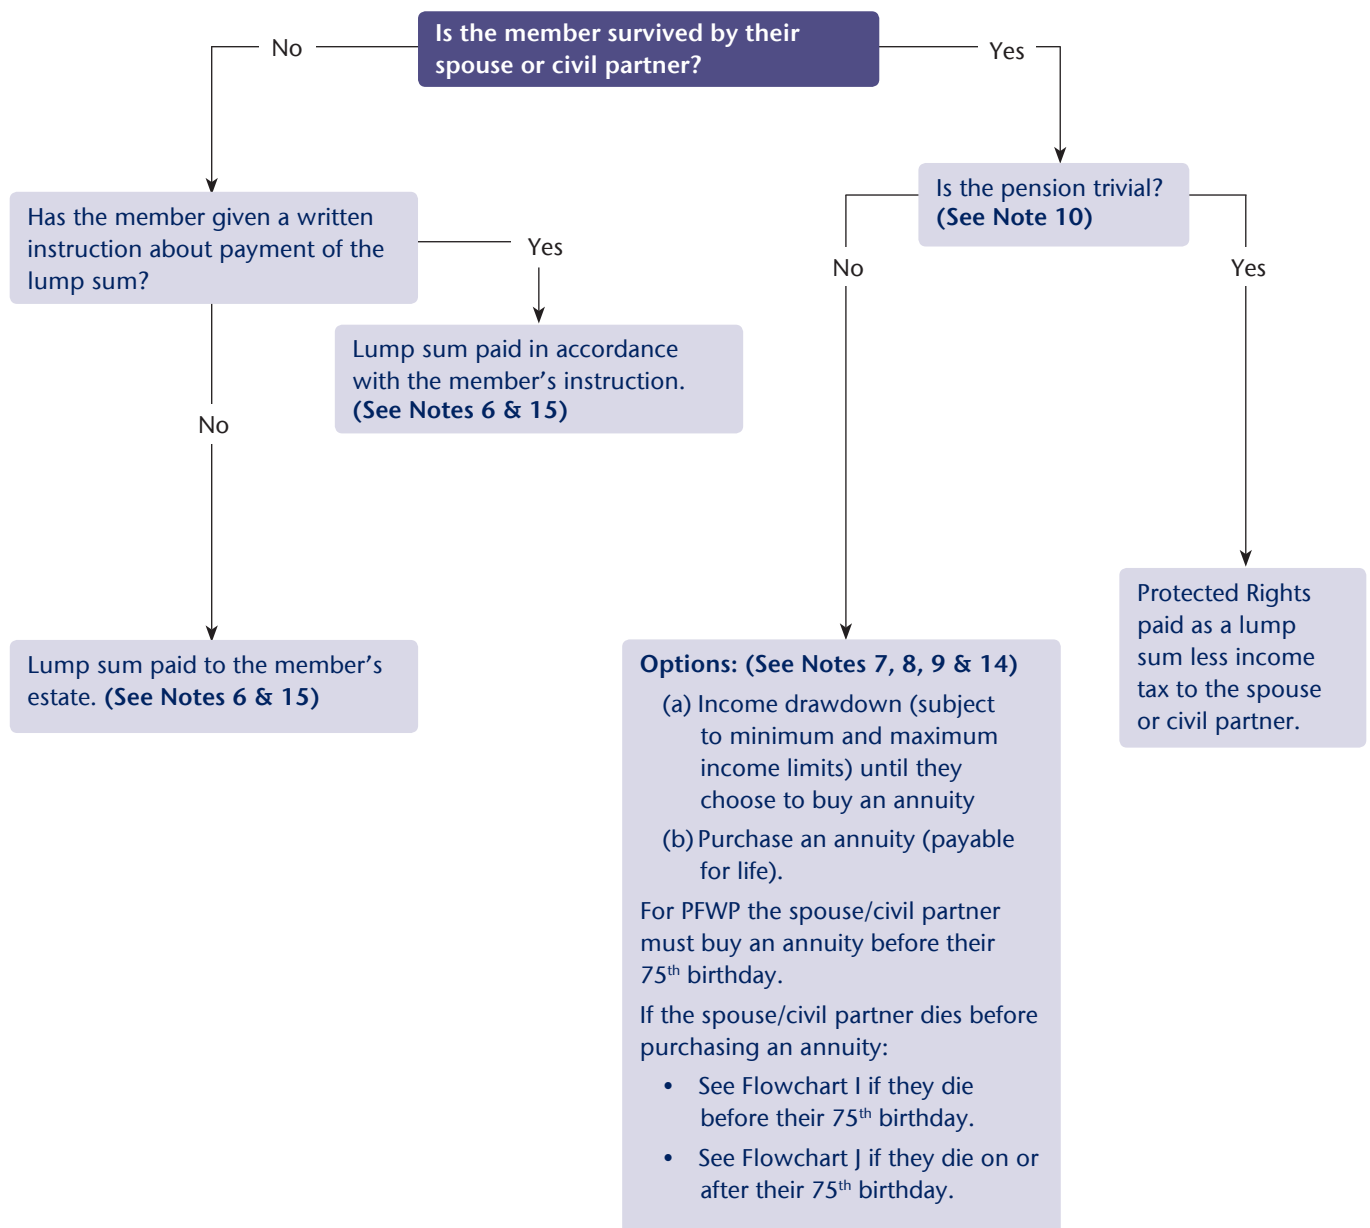 Is the member survived by their
spouse or civil partner?
No
Yes
Has the member given a written
instruction about payment of the
lump sum?
Yes
Lump sum paid in accordance
with the member's instruction.
(See Notes 6 & 15)
No
Lump sum paid to the member's
estate. (See Notes 6 & 15)
Is the pension trivial?
(See Note 10)
No
Yes
Options: (See Notes 7, 8, 9 & 14)
(a) Income drawdown (subject
to minimum and maximum
income limits) until they
choose to buy an annuity
(b) Purchase an annuity (payable
for life).
For PFWP the spouse/civil partner
must buy an annuity before their
75th birthday.
If the spouse/civil partner dies before
purchasing an annuity:
• See Flowchart I if they die
before their 75th birthday.
• See Flowchart J if they die on or
after their 75th birthday.
Protected Rights
paid as a lump
sum less income
tax to the spouse
or civil partner.